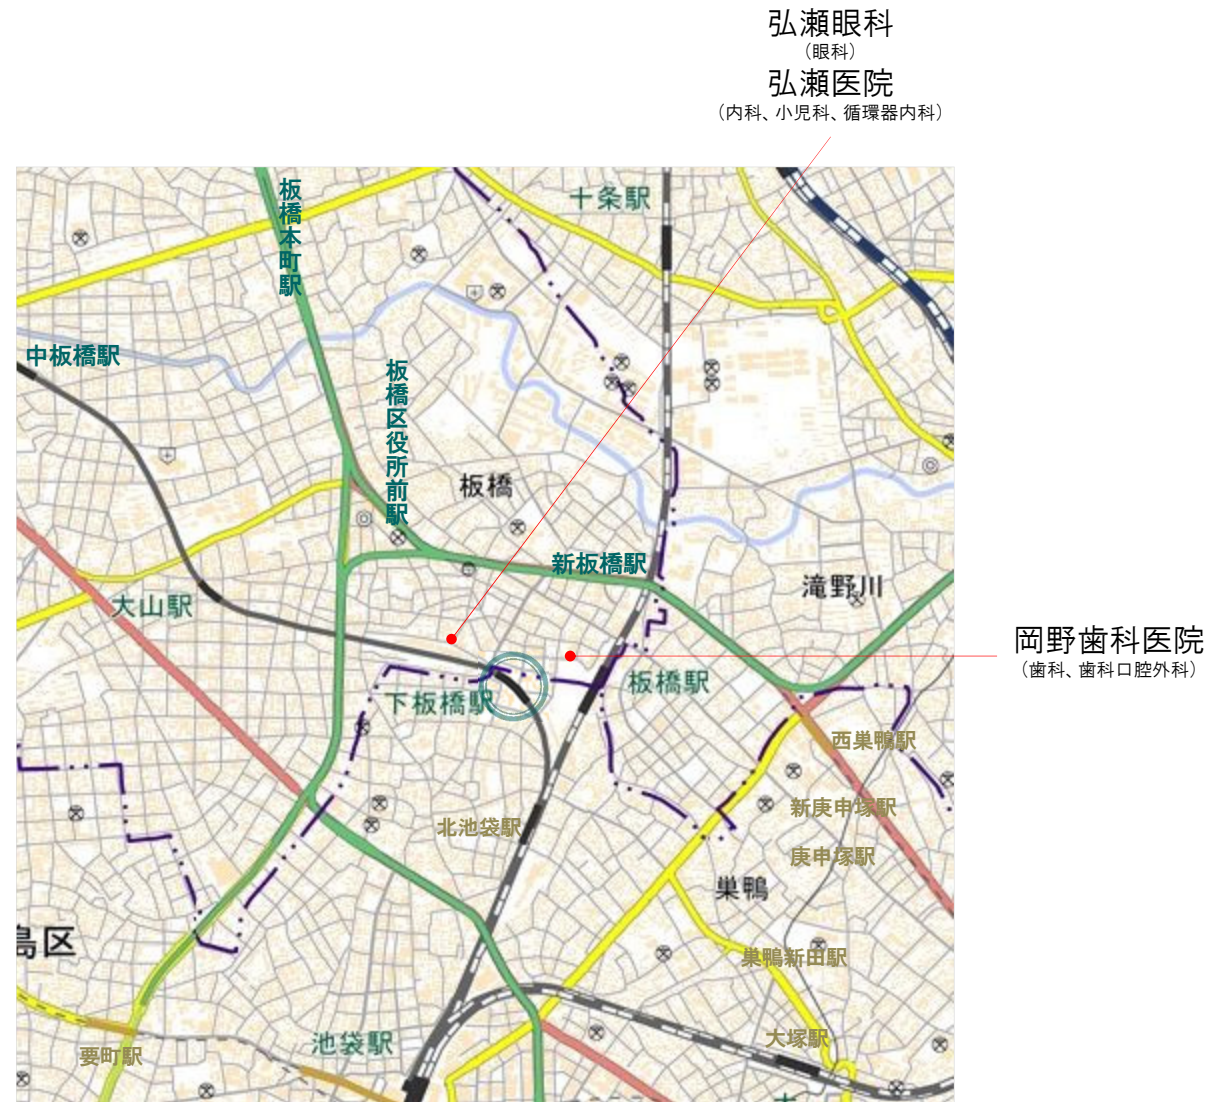 弘瀬眼科
（眼科）
弘瀬医院
（内科、小児科、循環器内科）
板橋本町駅
十条駅
中板橋駅
板橋区役所前駅
板橋
新板橋駅
滝野川
大山駅
岡野歯科医院
（歯科、歯科口腔外科）
板橋駅
下板橋駅
西巣鴨駅
新庚申塚駅
北池袋駅
庚申塚駅
巣鴨
島区
巣鴨新田駅
大塚駅
池袋駅
要町駅